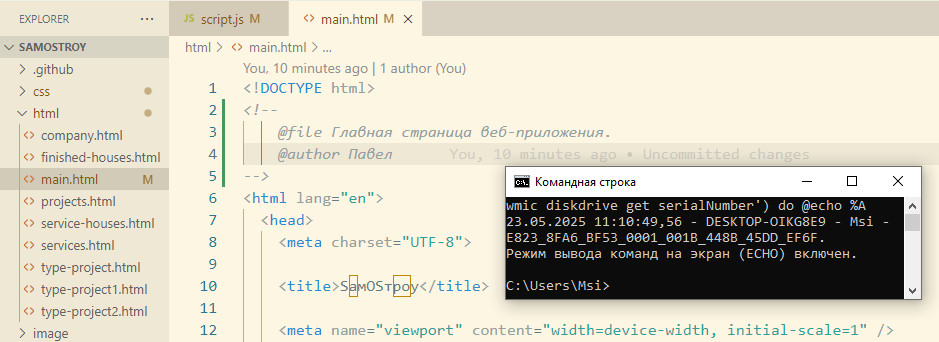 EXPLORER
JS script.js M
<> main.html M ×
SAMOSTROY
html > <> main.html > ...
> .github
You, 10 minutes ago | 1 author (You)
> css
1 <!DOCTYPE html>
html
2 <!--
company.html
3 @file Главная страница веб-приложения.
finished-houses.html
4 @author Павел You, 10 minutes ago • Uncommitted changes
main.html M
5 -->
projects.html
6 <html lang="en">
service-houses.html
7 <head>
services.html
8 <meta charset="UTF-8">
type-project.html
9
type-project1.html
10 <title>SамOSтроy</title>
type-project2.html
11
> image
12 <meta name="viewport" content="width=device-width, initial-scale=1" />
Командная строка
wmic diskdrive get serialNumber') do @echo %A
23.05.2025 11:10:49,56 - DESKTOP-OIKG8E9 - Msi -
E823_8FA6_BF53_0001_001B_448B_45DD_EF6F.
Режим вывода команд на экран (ECHO) включен.
C:\Users\Msi>